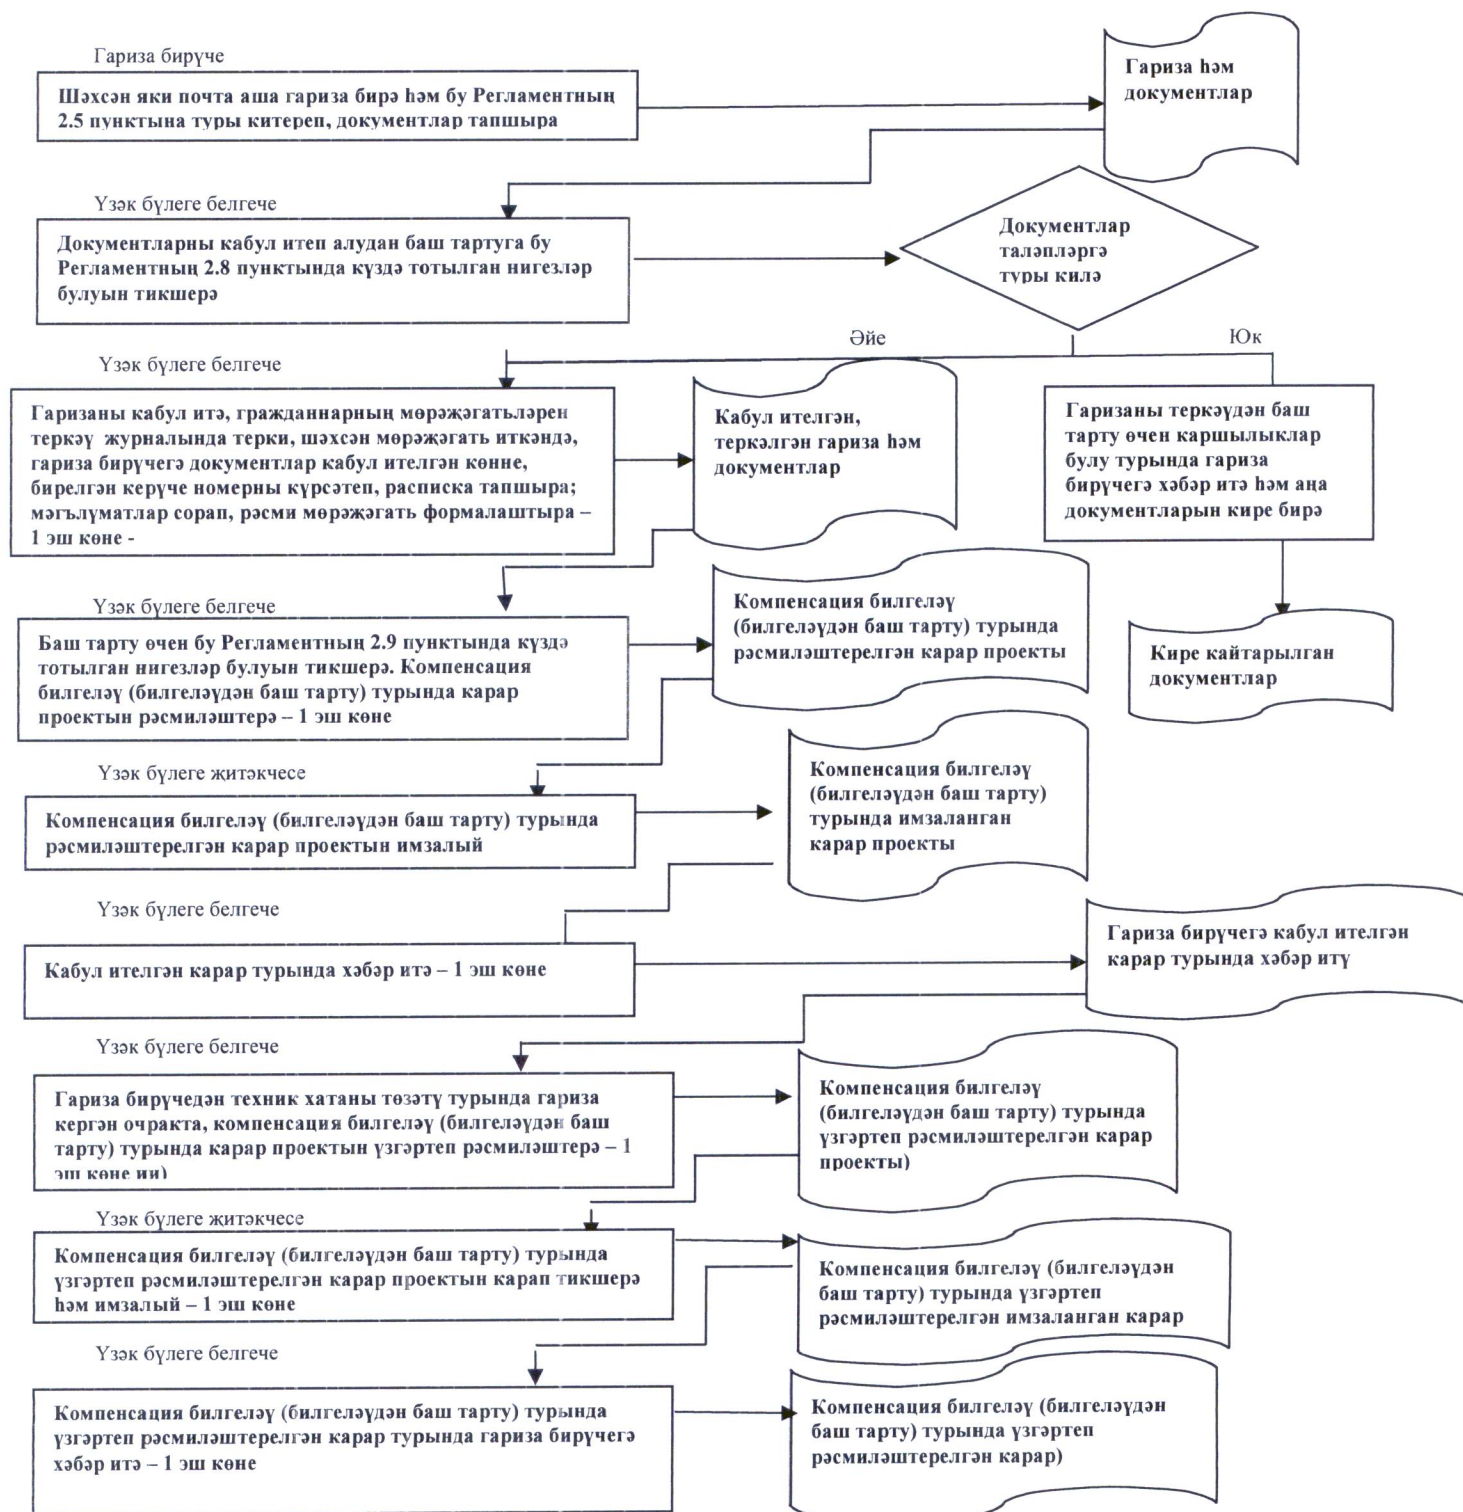 Гариза бирүче
Шәхсән яки почта аша гариза бирә һәм бу Регламентның
2.5 пунктына туры китереп, документлар тапшыра
Гариза һәм
документлар
Үзәк бүлеге белгече
Документларны кабул итеп алудан баш тартуга бу
Регламентның 2.8 пунктында күздә тотылган нигезләр
булуын тикшерә
Документлар
таләпләргә
туры килә
Әйе
Юк
Үзәк бүлеге белгече
Гаризаны кабул итә, гражданнарның мөрәҗәгатьләрен
теркәү журналында терки, шәхсән мөрәҗәгать иткәндә,
гариза бирүчегә документлар кабул ителгән көнне,
бирелгән керүче номерны күрсәтеп, расписка тапшыра;
мәгълүматлар сорап, рәсми мөрәҗәгать формалаштыра –
1 эш көне -
Кабул ителгән,
теркәлгән гариза һәм
документлар
Гаризаны теркәүдән баш
тарту өчен каршылыклар
булу турында гариза
бирүчегә хәбәр итә һәм аңа
документларын кире бирә
Үзәк бүлеге белгече
Баш тарту өчен бу Регламентның 2.9 пунктында күздә
тотылган нигезләр булуын тикшерә. Компенсация
билгеләү (билгеләүдән баш тарту) турында карар
проектын рәсмиләштерә – 1 эш көне
Компенсация билгеләү
(билгеләүдән баш тарту) турында
рәсмиләштерелгән карар проекты
Кире кайтарылган
документлар
Үзәк бүлеге җитәкчесе
Компенсация билгеләү (билгеләүдән баш тарту) турында
рәсмиләштерелгән карар проектын имзалый
Компенсация билгеләү
(билгеләүдән баш тарту)
турында имзаланган
карар проекты
Үзәк бүлеге белгече
Кабул ителгән карар турында хәбәр итә – 1 эш көне
Гариза бирүчегә кабул ителгән
карар турында хәбәр итү
Үзәк бүлеге белгече
Гариза бирүчедән техник хатаны төзәтү турында гариза
кергән очракта, компенсация билгеләү (билгеләүдән баш
тарту) турында карар проектын үзгәртеп рәсмиләштерә – 1
эш көне ии)
Компенсация билгеләү
(билгеләүдән баш тарту) турында
үзгәртеп рәсмиләштерелгән карар
проекты)
Үзәк бүлеге җитәкчесе
Компенсация билгеләү (билгеләүдән баш тарту) турында
үзгәртеп рәсмиләштерелгән карар проектын карап тикшерә
һәм имзалый – 1 эш көне
Компенсация билгеләү (билгеләүдән
баш тарту) турында үзгәртеп
рәсмиләштерелгән имзаланган карар
Үзәк бүлеге белгече
Компенсация билгеләү (билгеләүдән баш тарту) турында
үзгәртеп рәсмиләштерелгән карар турында гариза бирүчегә
хәбәр итә – 1 эш көне
Компенсация билгеләү (билгеләүдән
баш тарту) турында үзгәртеп
рәсмиләштерелгән карар)